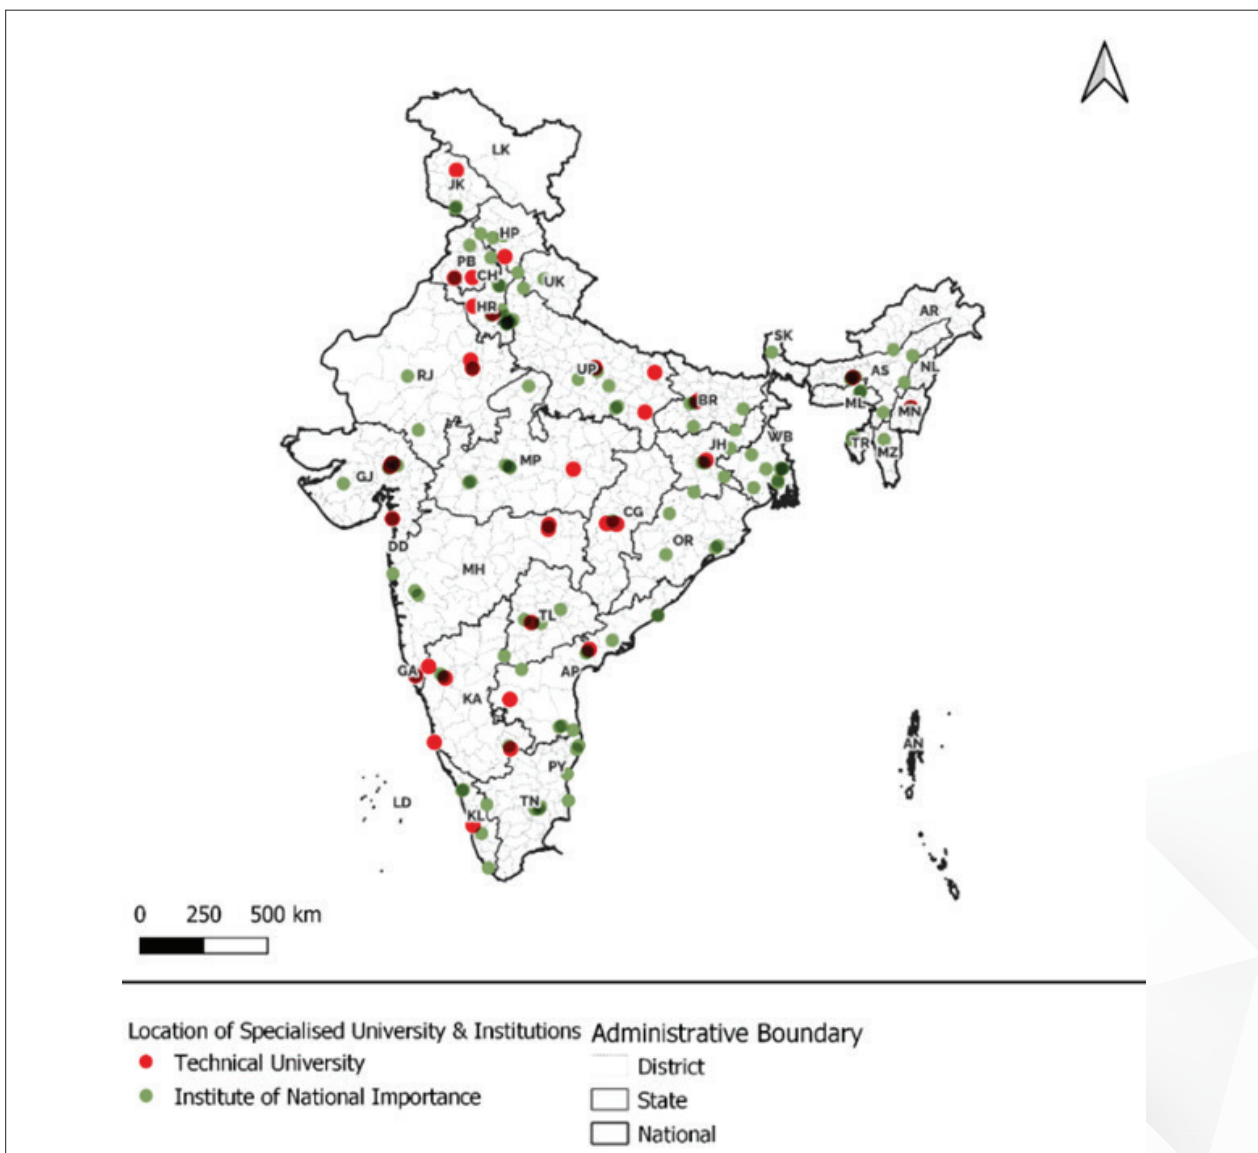 LK
JK
HP
PB
CH
UK
HR
AR
SK
RJ
UP
AS
NL
BR
ML
MN
JH
WB
TR
MZ
MP
GJ
CG
OR
DD
MH
TL
GA
AP
KA
AN
PY
LD
TN
KL
0 250 500 km
Location of Specialised University & Institutions
Technical University
Institute of National Importance
Administrative Boundary
District
State
National